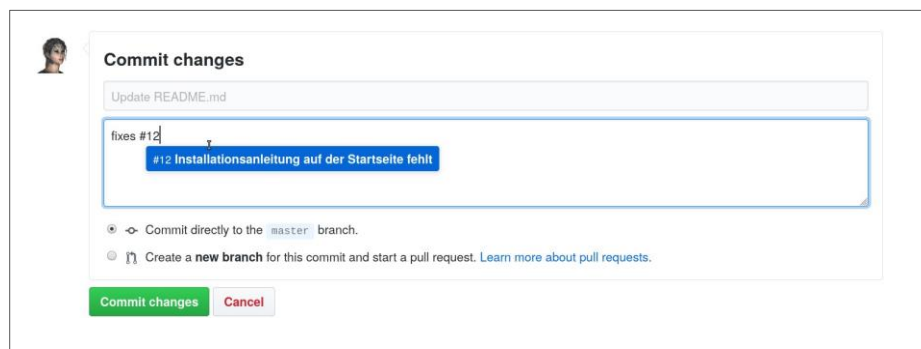 Commit changes
Update README.md
fixes #12
#12 Installationsanleitung auf der Startseite fehlt
Commit directly to the master branch.
Create a new branch for this commit and start a pull request. Learn more about pull requests.
Commit changes Cancel